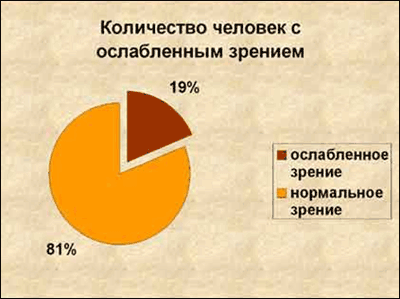 Количество человек с
ослабленным зрением
19%
ослабленное
зрение
нормальное
зрение
81%